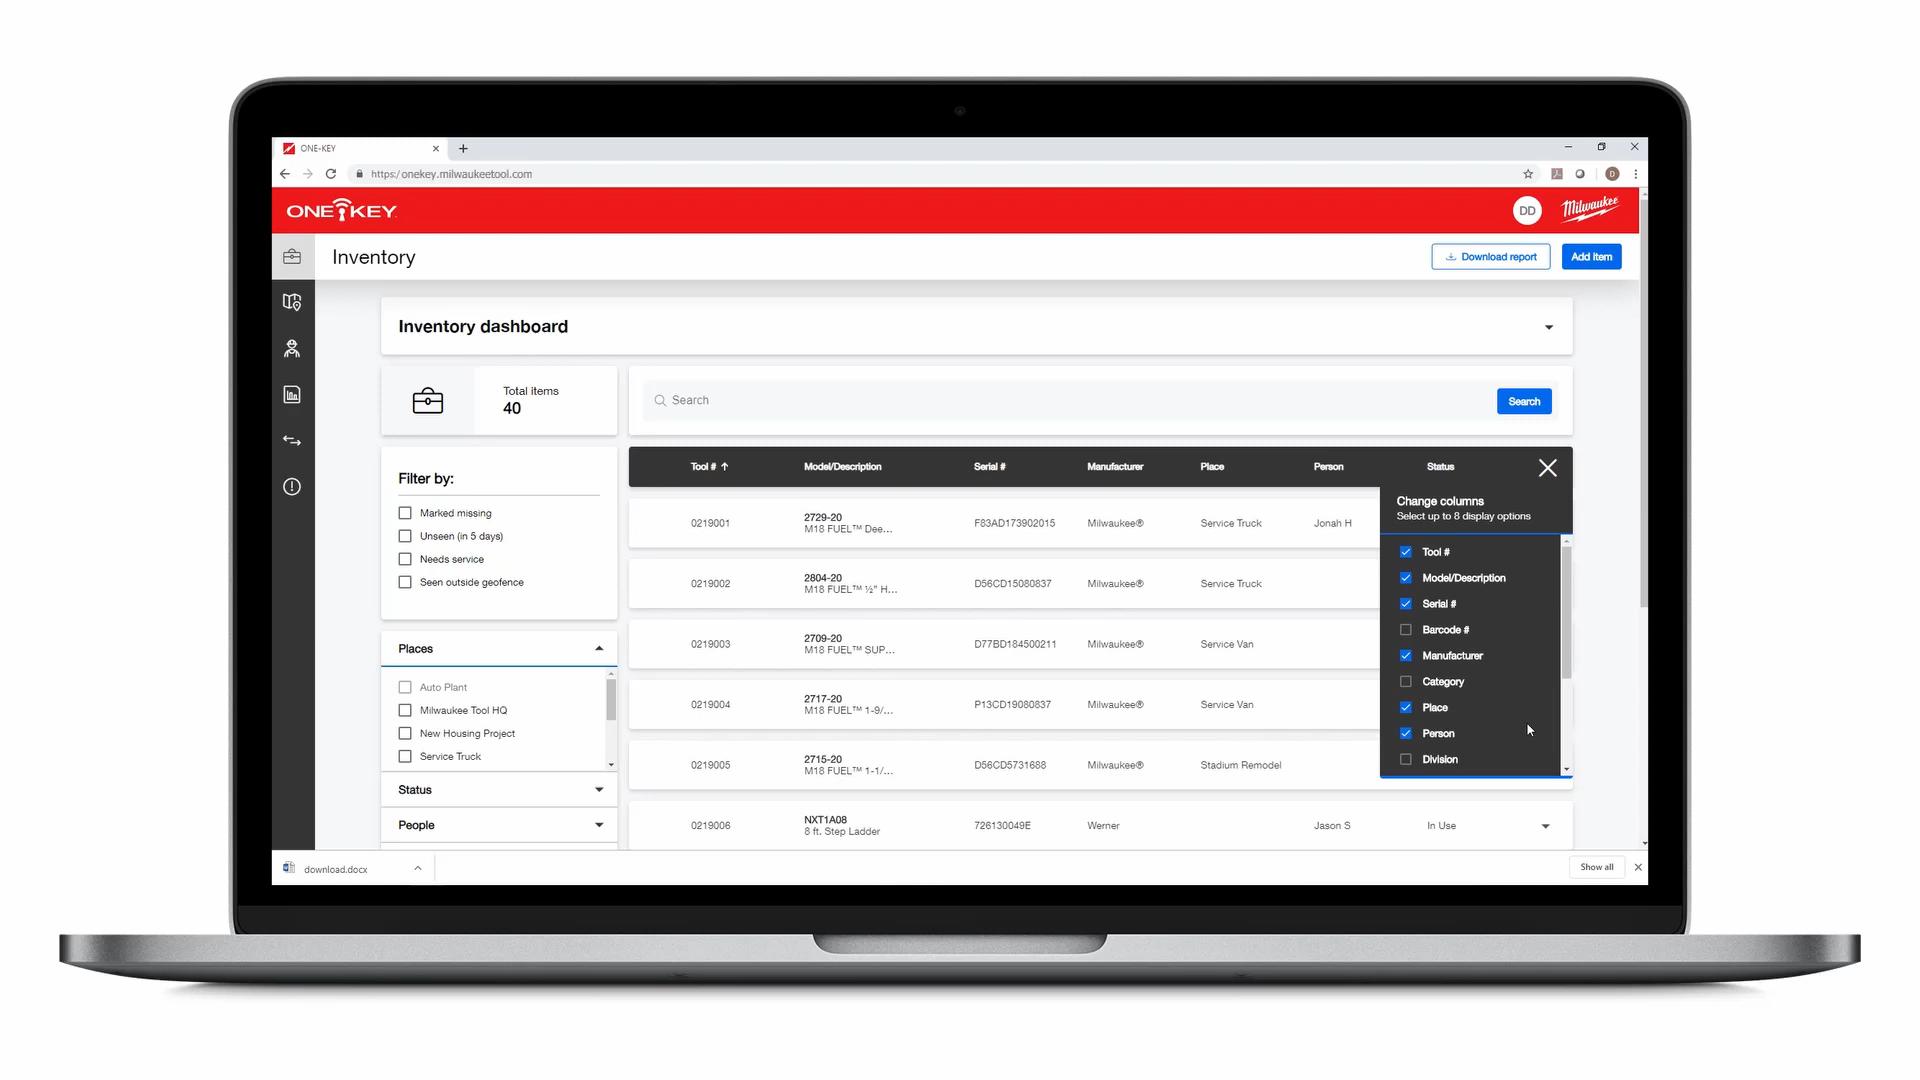 ONE-KEY
https:/onekey.milwaukeetool.com
D
ONE KEY
DD
Milwaukee
Inventory
Download report
Add item
Inventory dashboard
Total items
40
Search
Search
Filter by:
Marked missing
Unseen (in 5 days)
Needs service
Seen outside geofence
Places
Auto Plant
Milwaukee Tool HQ
New Housing Project
Service Truck
Status
People
Tool # Model/Description Serial # Manufacturer Place Person Status
0219001 2729-20 F83AD173902015 Milwaukee® Service Truck Jonah H
M18 FUEL™ Dee...
0219002 2804-20 D56CD15080837 Milwaukee® Service Truck
M18 FUEL™ ½" H...
0219003 2709-20 D77BD184500211 Milwaukee® Service Van
M18 FUEL™ SUP...
0219004 2717-20 P13CD19080837 Milwaukee® Service Van
M18 FUEL™ 1-9/...
0219005 2715-20 D56CD5731688 Milwaukee® Stadium Remodel
M18 FUEL™ 1-1/...
0219006 NXT1A08 726130049E Werner Jason S In Use
8 ft. Step Ladder
Change columns
Select up to 8 display options
Tool #
Model/Description
Serial #
Barcode #
Manufacturer
Category
Place
Person
Division
download.docx
Show all